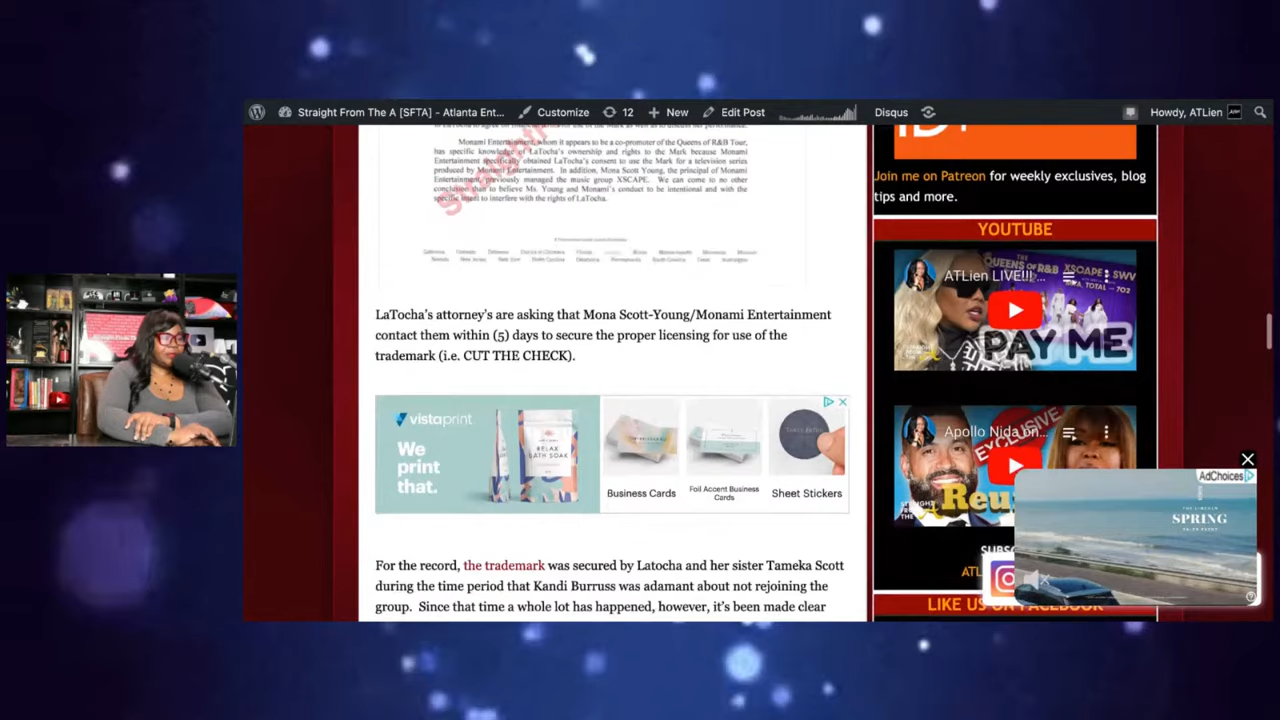 Straight From The A [SFTA] - Atlanta Ent...
Customize
12
New
Edit Post
Disqus
Howdy, ATLien
Monami Entertainment, whom it appears to be a co-promoter of the Queens of R&B Tour,
has specific knowledge of LaTocha's ownership and rights to the Mark because Monami
Entertainment specifically obtained LaTocha's consent to use the Mark for a television series
produced by Monami Entertainment. In addition, Mona Scott Young, the principal of Monami
Entertainment, previously managed the music group XSCAPE. We can come to no other
conclusion than to believe Ms. Young and Monami's conduct to be intentional and with the
specific intent to interfere with the rights of LaTocha.
LaTocha's attorney's are asking that Mona Scott-Young/Monami Entertainment
contact them within (5) days to secure the proper licensing for use of the
trademark (i.e. CUT THE CHECK).
vistaprint
We
print
that.
RELAX
BATH SOAK
Business Cards
Foil Accent Business
Cards
Sheet Stickers
For the record, the trademark was secured by Latocha and her sister Tameka Scott
during the time period that Kandi Burruss was adamant about not rejoining the
group. Since that time a whole lot has happened, however, it's been made clear
Join me on Patreon for weekly exclusives, blog
tips and more.
YOUTUBE
ATLien LIVE!!! ...
QUEENS OF R&B
XSCAPE SWV
TOTAL - 702
PAY ME
Apollo Nida on...
EXCLUSIVE
Reu
AdChoices
SPRING
LIKE US ON FACEBOOK